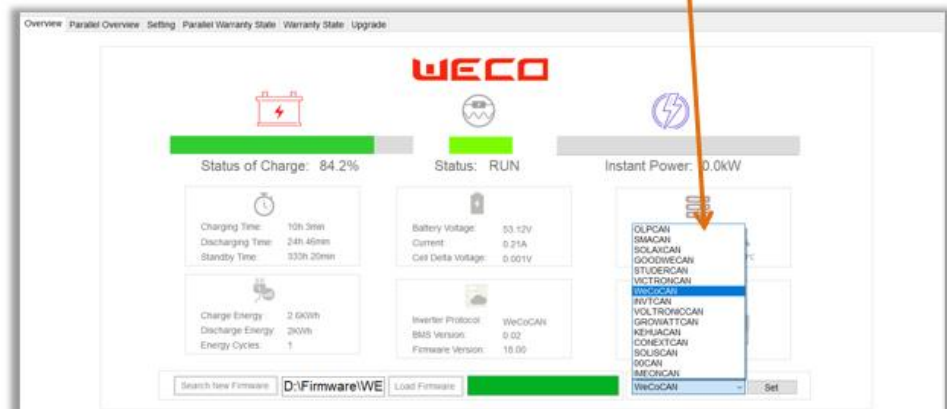 Overview Parallel Overview Setting Parallel Warranty State Warranty State Upgrade
WECO
Status of Charge: 84.2%
Status: RUN
Instant Power: 0.0kW
Charging Time: 10h.3min
Discharging Time: 24h.46min
Standby Time: 333h.20min
Battery Voltage: 53.12V
Current 0.21A
Cell Delta Voltage: 0.001V
Charge Energy 2.6KWh
Discharge Energy: 2KWh
Energy Cycles: 1
Inverter Protocol: WeCoCAN
BMS Version: 0.02
Firmware Version: 18.00
OLPCAN
SMACAN
SOLAXCAN
GOODWECAN
STUDERCAN
VICTRONCAN
WeCoCAN
INVTCAN
VOLTRONICCAN
GROWATTCAN
KEHUACAN
CONEXTCAN
SOLISCAN
00CAN
IMEONCAN
Search New Firmware D:\Firmware\WE Load Firmware WeCoCAN Set